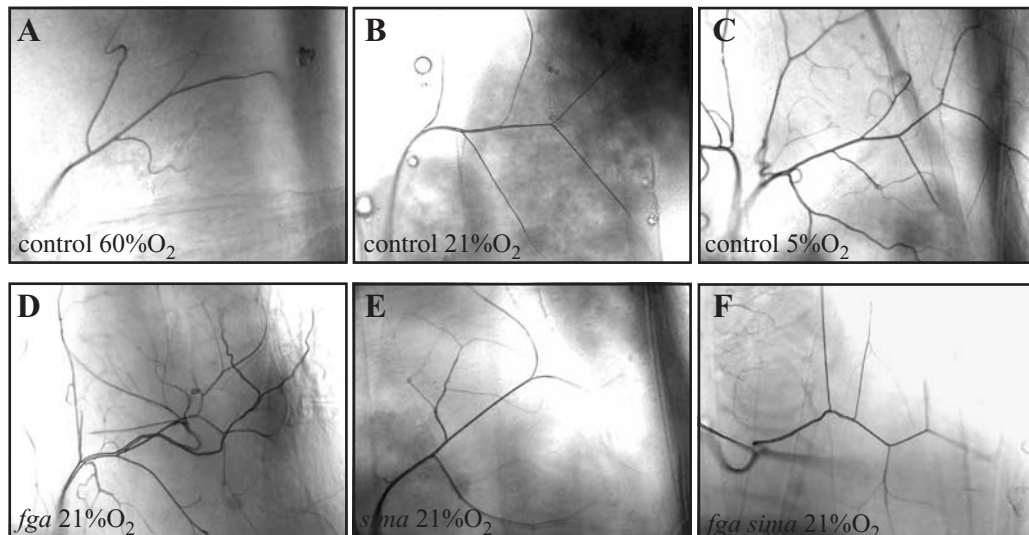 A
B
C
control 60%O₂
control 21%O₂
control 5%O₂
D
E
F
fga 21%O₂
sima 21%O₂
fga sima 21%O₂